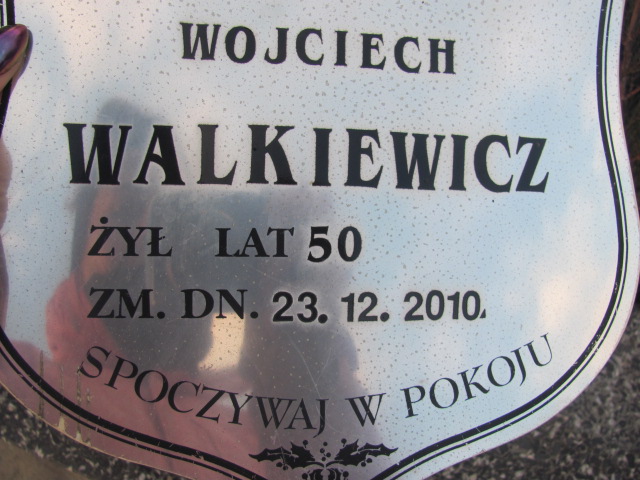 WOJCIECH
WALKIEWICZ
ŻYŁ LAT 50
ZM. DN. 23. 12. 2010.
SPOCZYWAJ W POKOJU